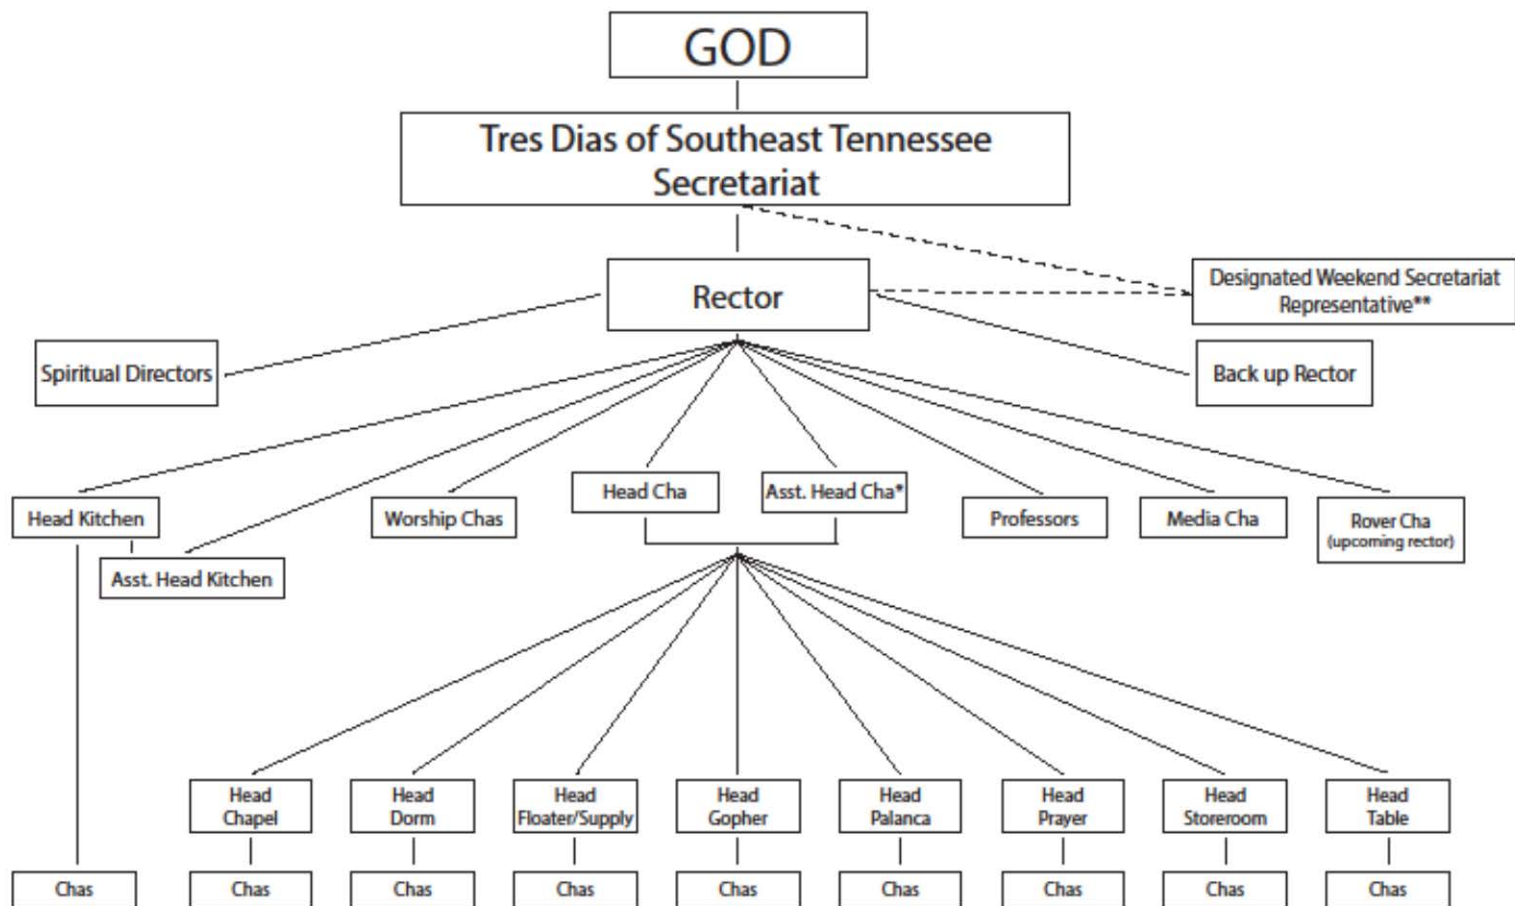 GOD
Tres Dias of Southeast Tennessee
Secretariat
Rector
Designated Weekend Secretariat
Representative**
Spiritual Directors
Back up Rector
Head Kitchen
Asst. Head Kitchen
Worship Chas
Head Cha
Asst. Head Cha*
Professors
Media Cha
Rover Cha
(upcoming rector)
Head
Chapel
Head
Dorm
Head
Floater/Supply
Head
Gopher
Head
Palanca
Head
Prayer
Head
Storeroom
Head
Table
Chas
Chas
Chas
Chas
Chas
Chas
Chas
Chas
Chas